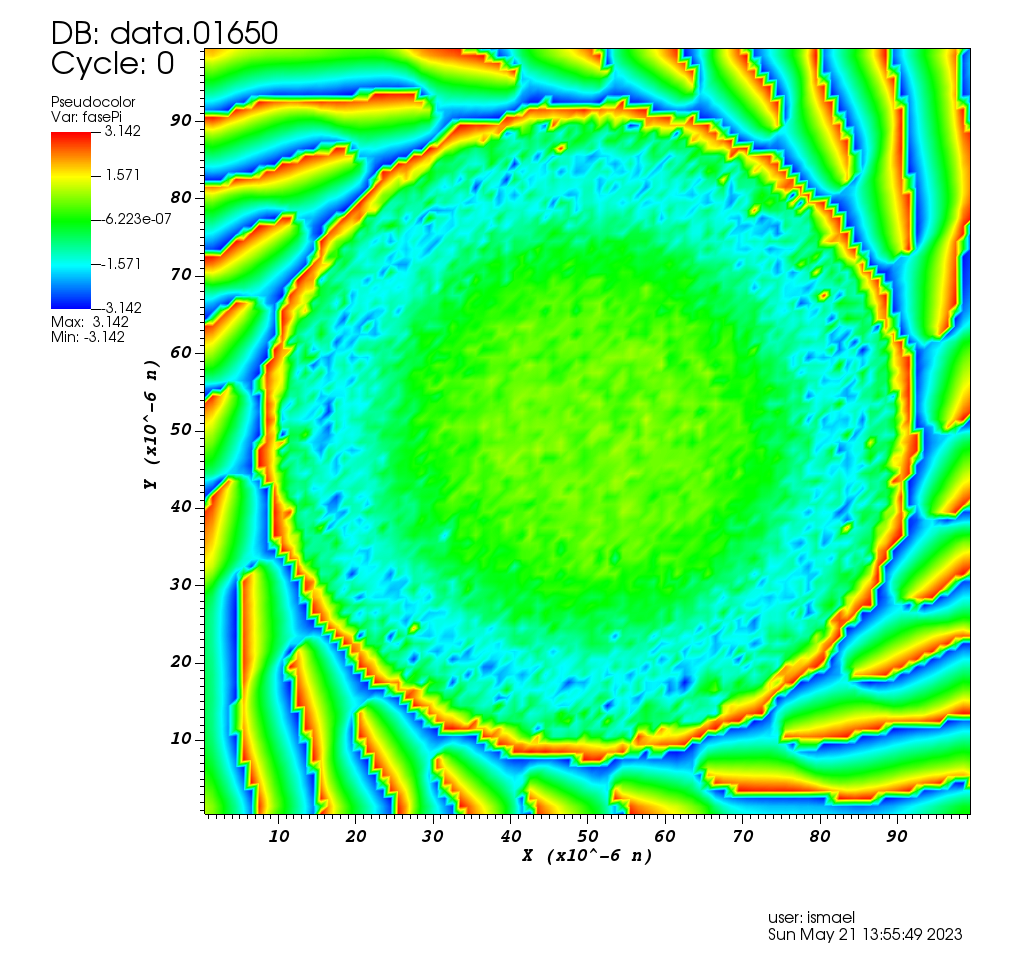 DB: data.01650
Cycle: 0
Pseudocolor
Var: fasePi
3.142
1.571
-6.223e-07
-1.571
-3.142
Max: 3.142
Min: -3.142
90
80
70
60
50
40
30
20
10
Y (x10^-6 n)
10 20 30 40 50 60 70 80 90
X (x10^-6 n)
user: ismael
Sun May 21 13:55:49 2023